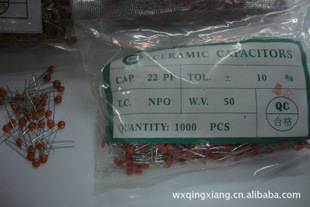 CERAMIC CAPACITORS
CAP. 22 PF TOL. ± 10 %
T.C. NPO W.V. 50
QUANTITY: 1000 PCS
QC
合格
wxqingxiang.cn.alibaba.com